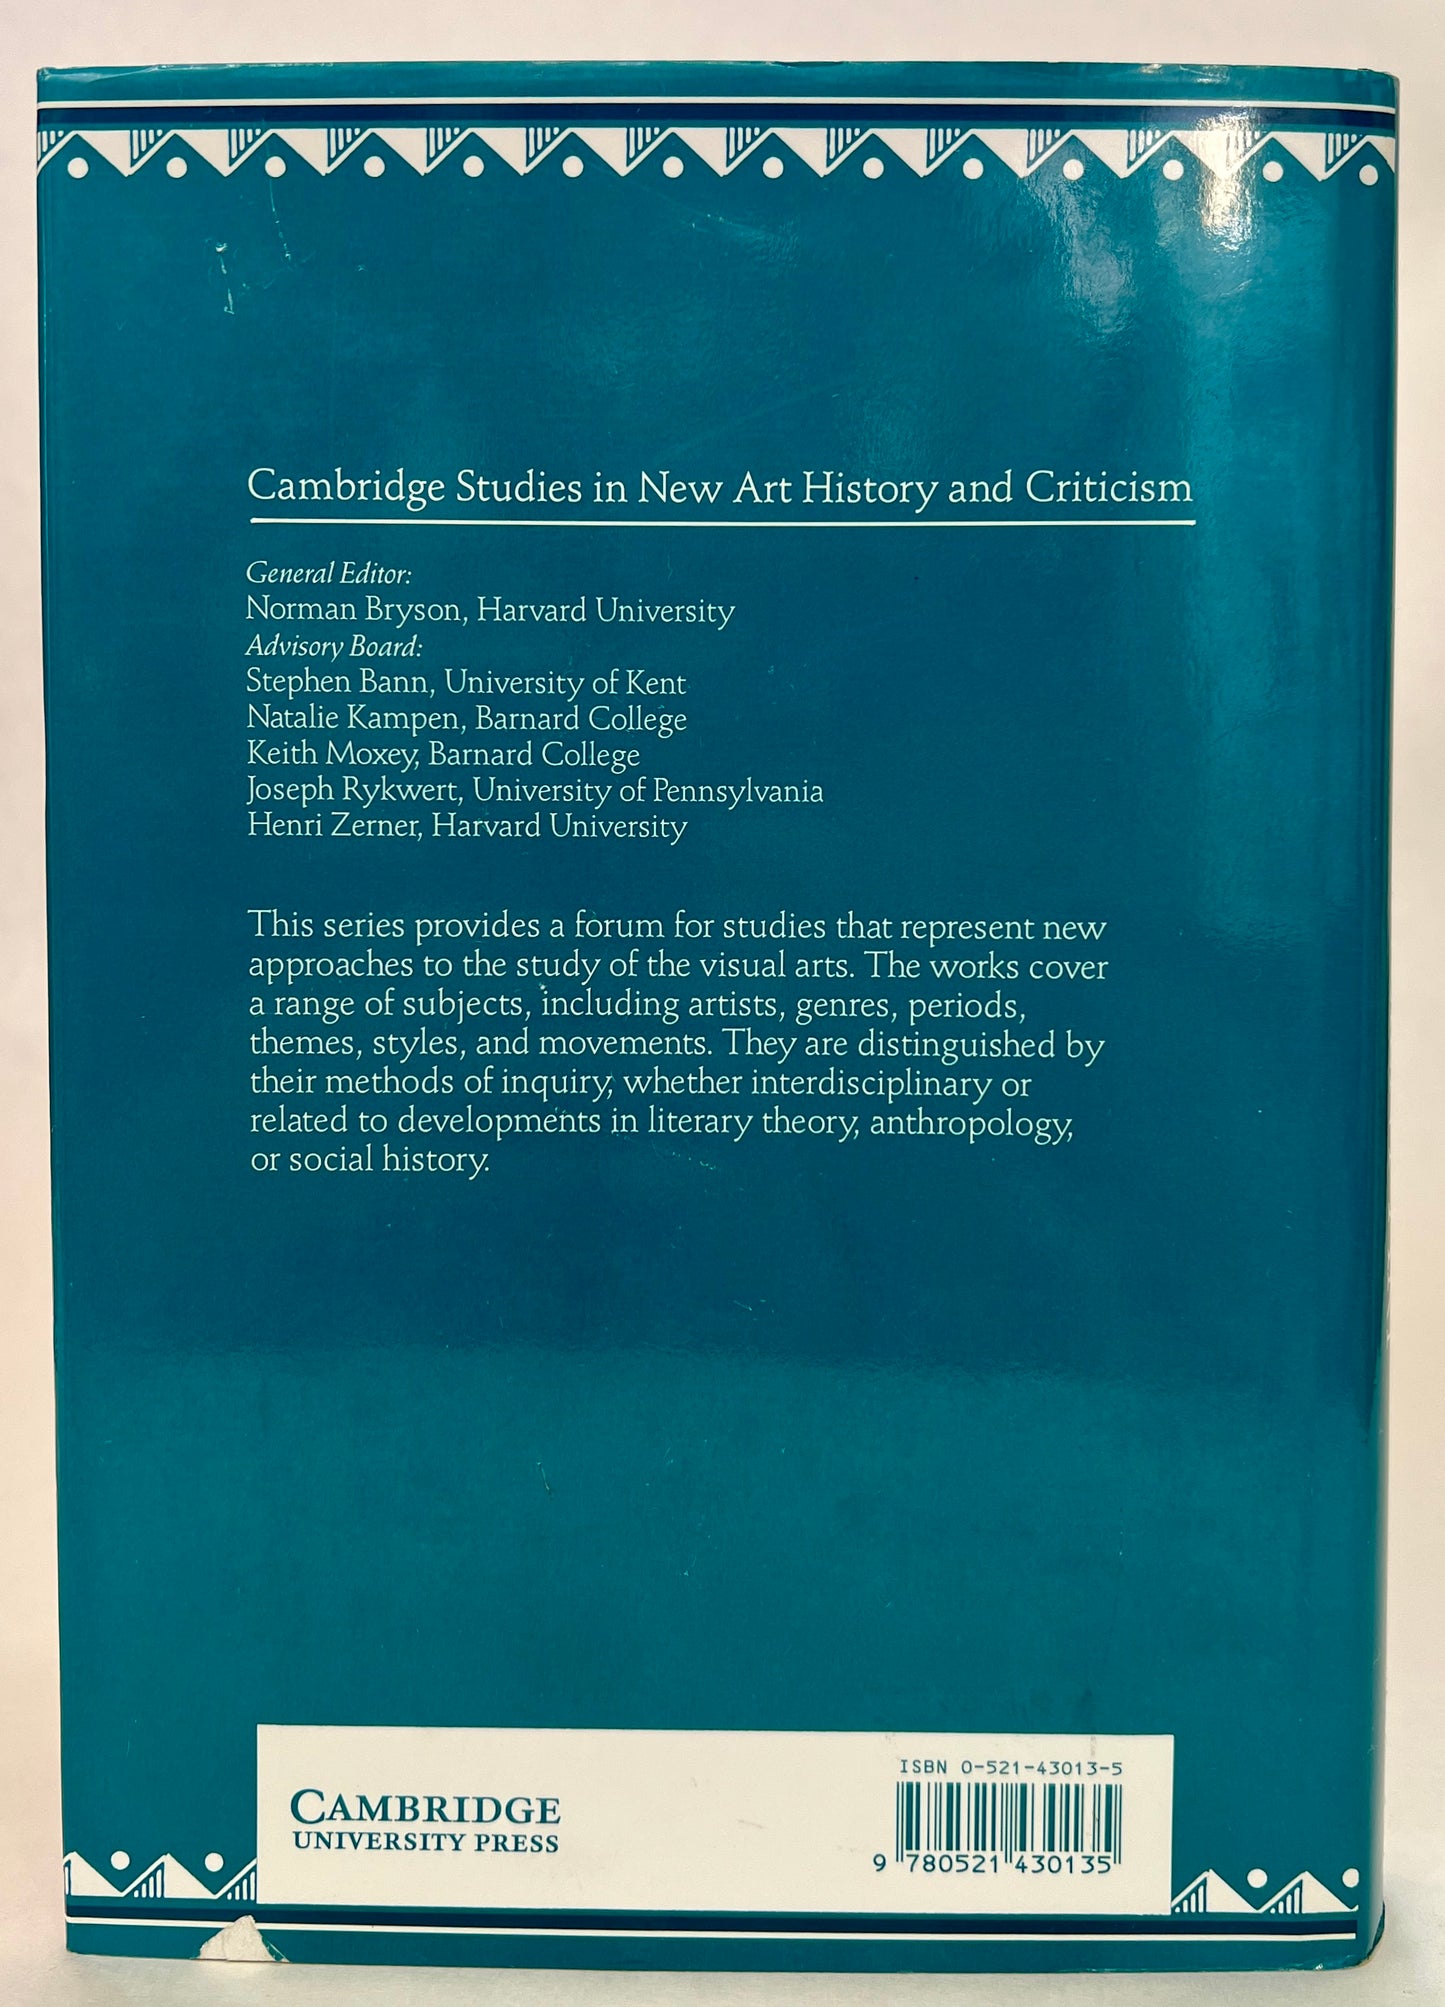 Cambridge Studies in New Art History and Criticism
General Editor:
Norman Bryson, Harvard University
Advisory Board:
Stephen Bann, University of Kent
Natalie Kampen, Barnard College
Keith Moxey, Barnard College
Joseph Rykwert, University of Pennsylvania
Henri Zerner, Harvard University
This series provides a forum for studies that represent new
approaches to the study of the visual arts. The works cover
a range of subjects, including artists, genres, periods,
themes, styles, and movements. They are distinguished by
their methods of inquiry, whether interdisciplinary or
related to developments in literary theory, anthropology,
or social history.
CAMBRIDGE
UNIVERSITY PRESS
ISBN 0-521-43013-5
9 780521 430135